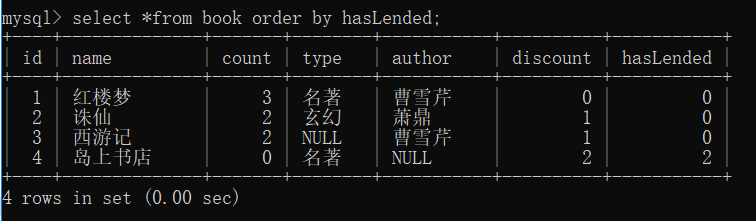 mysql> select *from book order by hasLended;
+----+----------+-------+------+--------+----------+-----------+
| id | name | count | type | author | discount | hasLended |
+----+----------+-------+------+--------+----------+-----------+
| 1 | 红楼梦 | 3 | 名著 | 曹雪芹 | 0 | 0 |
| 2 | 诛仙 | 2 | 玄幻 | 萧鼎 | 1 | 0 |
| 3 | 西游记 | 2 | NULL | 曹雪芹 | 1 | 0 |
| 4 | 岛上书店 | 0 | 名著 | NULL | 2 | 2 |
+----+----------+-------+------+--------+----------+-----------+
4 rows in set (0.00 sec)